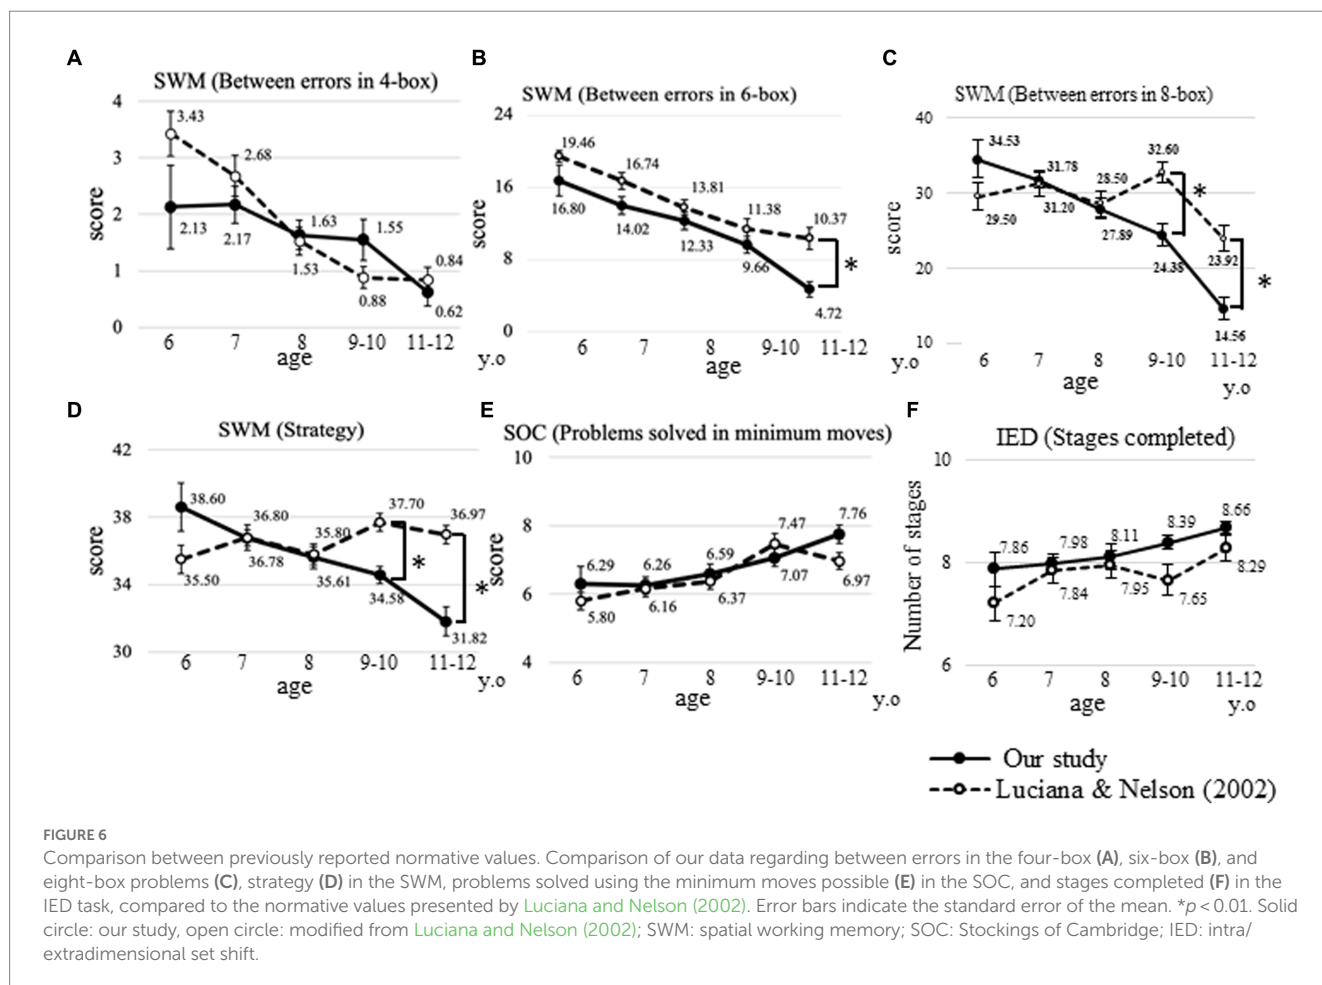 A
SWM (Between errors in 4-box)
4
3
2
1
0
score
3.43
2.68
1.63
1.55
0.84
2.13
2.17
1.53
0.88
0.62
6 7 8 9-10 11-12
age
y.o
B
SWM (Between errors in 6-box)
24
16
8
0
score
19.46
16.74
13.81
11.38
10.37
16.80
14.02
12.33
9.66
4.72
*
6 7 8 9-10 11-12
age
y.o
C
SWM (Between errors in 8-box)
40
30
20
10
score
34.53
31.78
28.50
32.60
29.50
31.20
27.89
24.38
23.92
14.56
*
*
6 7 8 9-10 11-12
age
y.o
D
SWM (Strategy)
42
38
34
30
score
38.60
36.80
35.80
37.70
36.97
35.50
36.78
35.61
34.58
31.82
*
*
6 7 8 9-10 11-12
age
y.o
E
SOC (Problems solved in minimum moves)
10
8
6
4
score
6.29
6.26
6.59
7.47
7.76
5.80
6.16
6.37
7.07
6.97
6 7 8 9-10 11-12
age
y.o
F
IED (Stages completed)
10
8
6
Number of stages
7.86
7.98
8.11
8.39
8.66
7.20
7.84
7.95
7.65
8.29
6 7 8 9-10 11-12
age
y.o
Our study
Luciana & Nelson (2002)
FIGURE 6
Comparison between previously reported normative values. Comparison of our data regarding between errors in the four-box (A), six-box (B), and
eight-box problems (C), strategy (D) in the SWM, problems solved using the minimum moves possible (E) in the SOC, and stages completed (F) in the
IED task, compared to the normative values presented by Luciana and Nelson (2002). Error bars indicate the standard error of the mean. *p < 0.01. Solid
circle: our study, open circle: modified from Luciana and Nelson (2002); SWM: spatial working memory; SOC: Stockings of Cambridge; IED: intra/
extradimensional set shift.